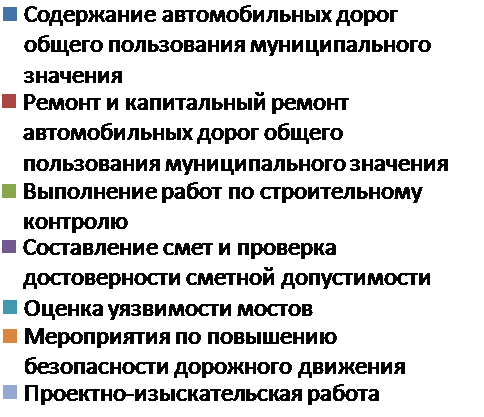 Содержание автомобильных дорог
общего пользования муниципального
значения
Ремонт и капитальный ремонт
автомобильных дорог общего
пользования муниципального значения
Выполнение работ по строительному
контролю
Составление смет и проверка
достоверности сметной допустимости
Оценка уязвимости мостов
Мероприятия по повышению
безопасности дорожного движения
Проектно-изыскательская работа